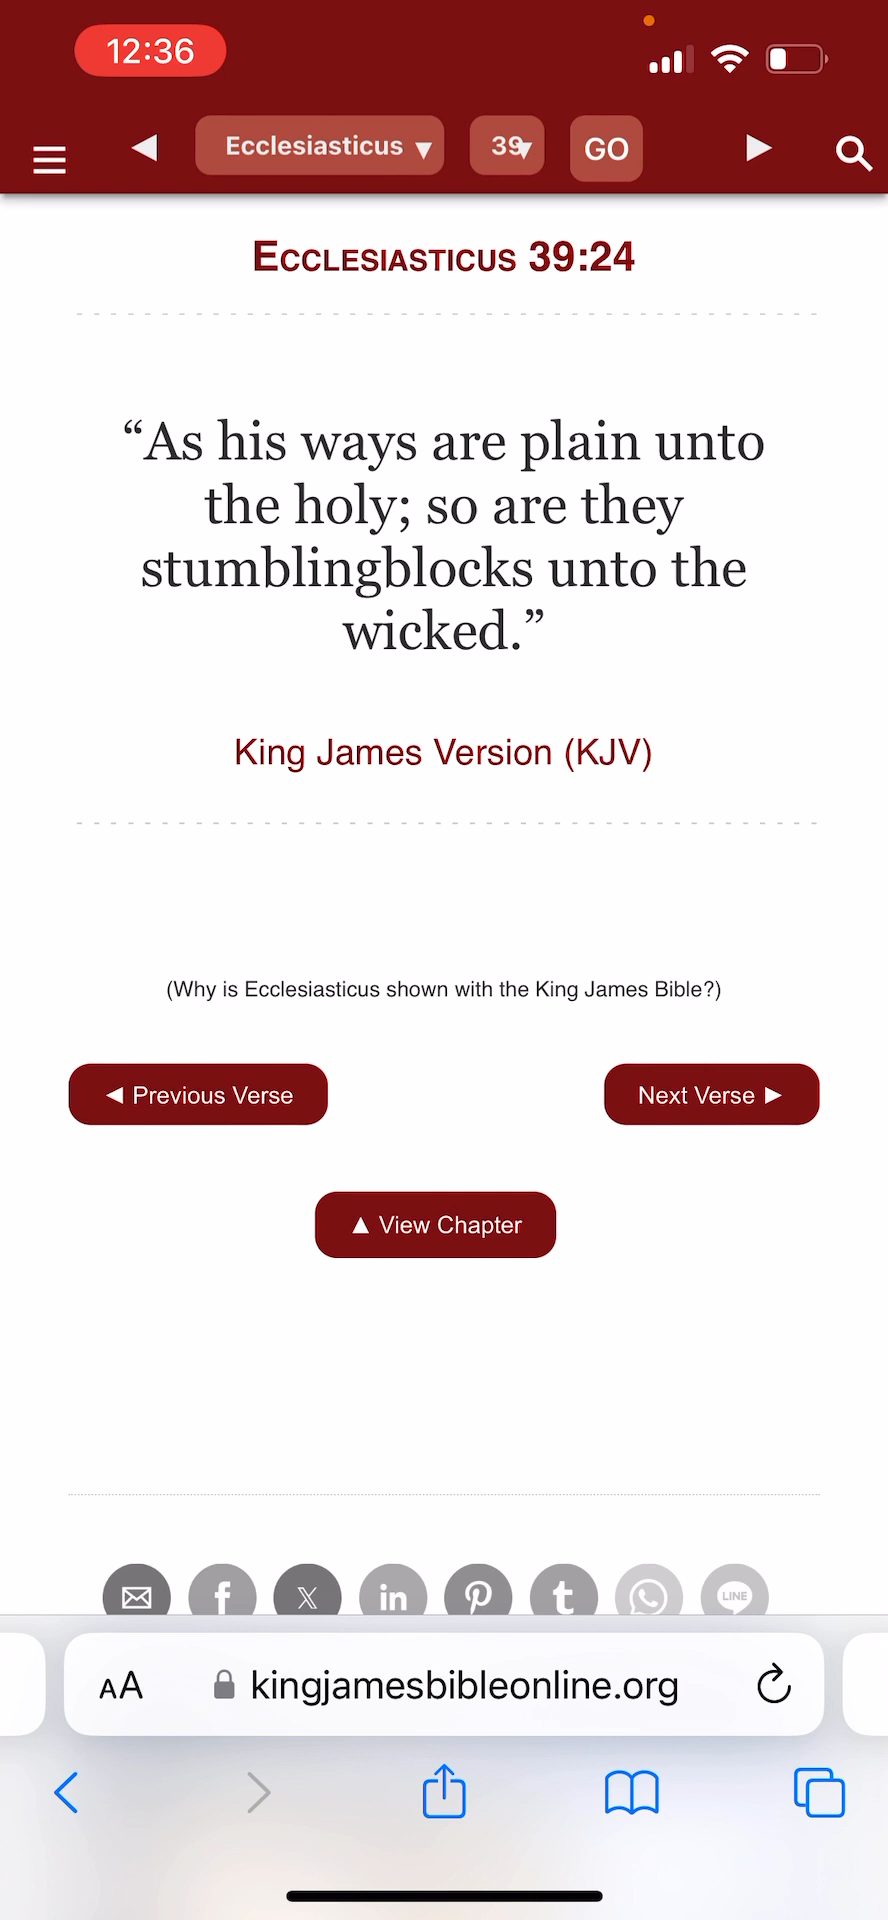 12:36
Ecclesiasticus ▼ 39▼ GO
ECCLESIASTICUS 39:24
“As his ways are plain unto
the holy; so are they
stumblingblocks unto the
wicked.”
King James Version (KJV)
(Why is Ecclesiasticus shown with the King James Bible?)
◀ Previous Verse
Next Verse ▶
▲ View Chapter
f X in t LINE
AA kingjamesbibleonline.org